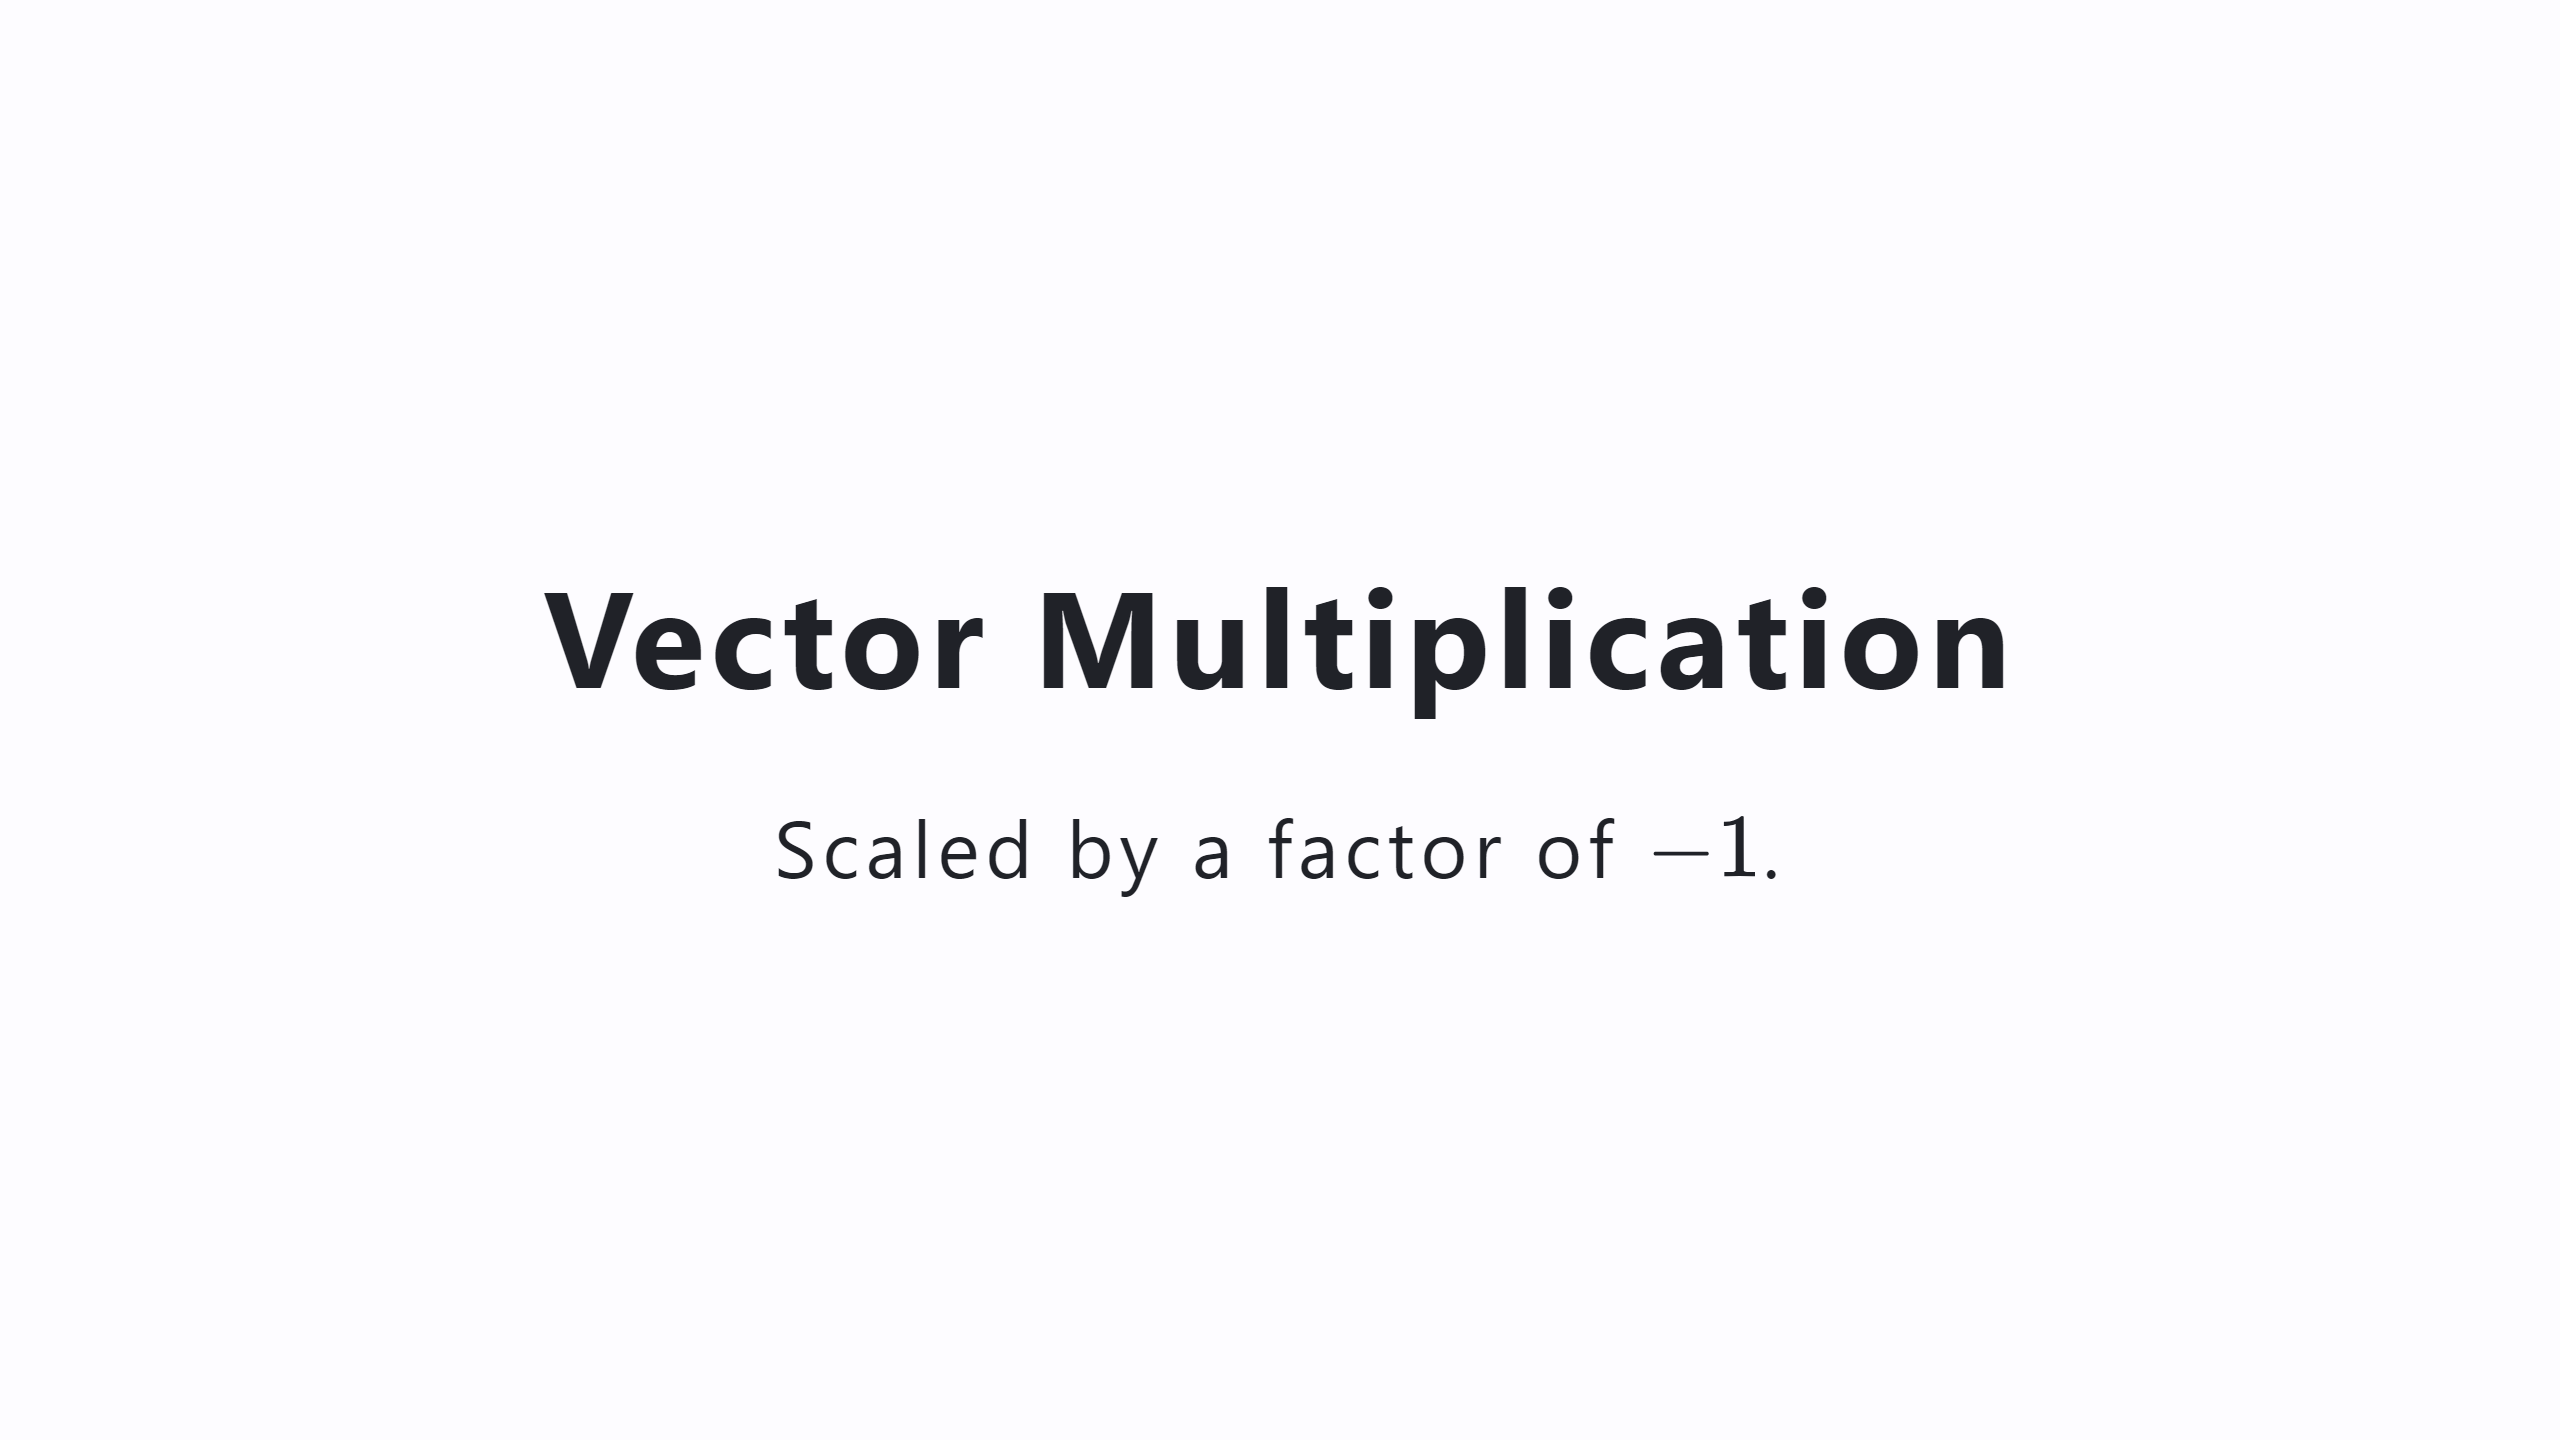 Vector Multiplication
Scaled by a factor of −1.